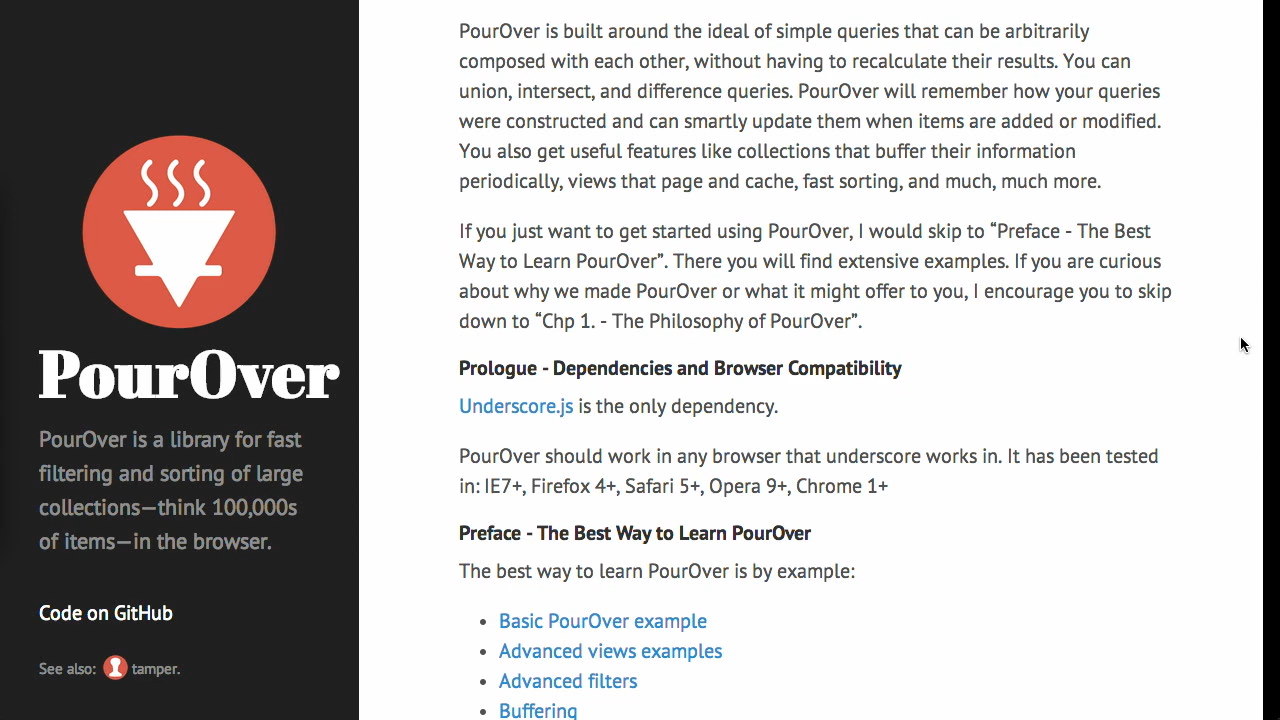 PourOver
PourOver is a library for fast
filtering and sorting of large
collections—think 100,000s
of items—in the browser.
Code on GitHub
See also: tamper.
PourOver is built around the ideal of simple queries that can be arbitrarily
composed with each other, without having to recalculate their results. You can
union, intersect, and difference queries. PourOver will remember how your queries
were constructed and can smartly update them when items are added or modified.
You also get useful features like collections that buffer their information
periodically, views that page and cache, fast sorting, and much, much more.
If you just want to get started using PourOver, I would skip to “Preface - The Best
Way to Learn PourOver”. There you will find extensive examples. If you are curious
about why we made PourOver or what it might offer to you, I encourage you to skip
down to “Chp 1. - The Philosophy of PourOver”.
Prologue - Dependencies and Browser Compatibility
Underscore.js is the only dependency.
PourOver should work in any browser that underscore works in. It has been tested
in: IE7+, Firefox 4+, Safari 5+, Opera 9+, Chrome 1+
Preface - The Best Way to Learn PourOver
The best way to learn PourOver is by example:
• Basic PourOver example
• Advanced views examples
• Advanced filters
• Buffering